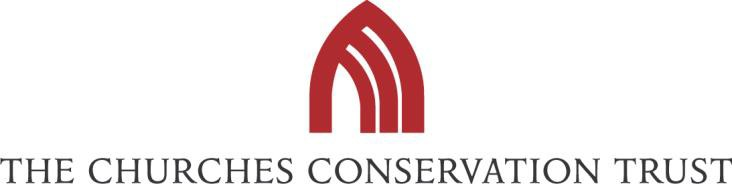 THE CHURCHES CONSERVATION TRUST